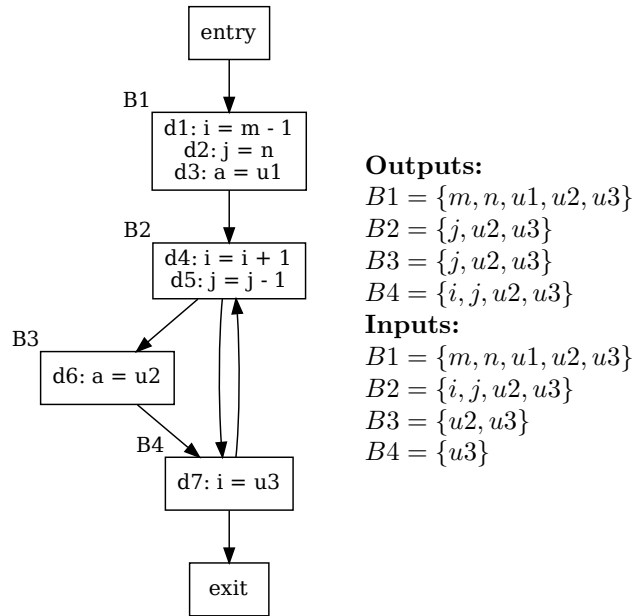 entry
B1
d1: i = m - 1
d2: j = n
d3: a = u1
B2
d4: i = i + 1
d5: j = j - 1
B3
d6: a = u2
B4
d7: i = u3
exit
Outputs:
B1 = {m, n, u1, u2, u3}
B2 = {j, u2, u3}
B3 = {j, u2, u3}
B4 = {i, j, u2, u3}
Inputs:
B1 = {m, n, u1, u2, u3}
B2 = {i, j, u2, u3}
B3 = {u2, u3}
B4 = {u3}